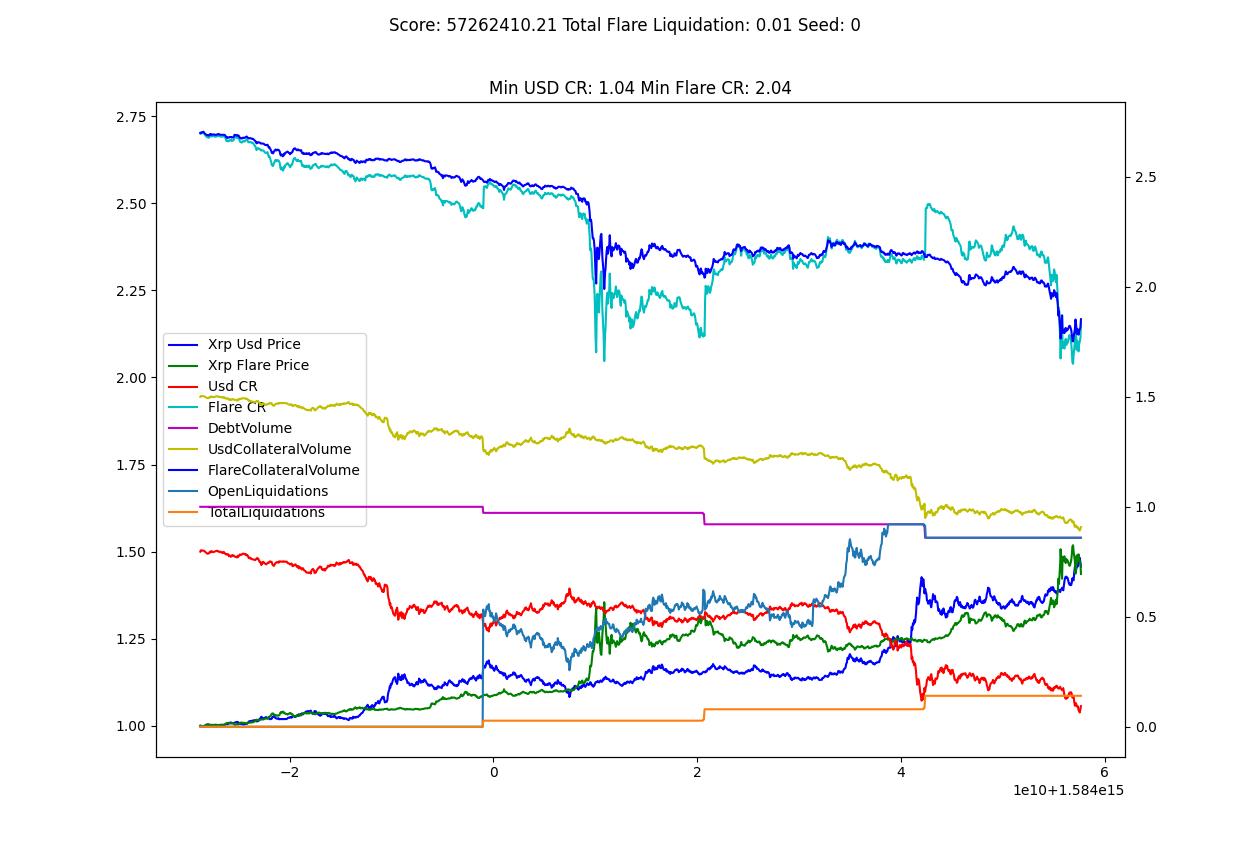 Score: 57262410.21 Total Flare Liquidation: 0.01 Seed: 0
Min USD CR: 1.04 Min Flare CR: 2.04
2.75
2.50
2.25
2.00
1.75
1.50
1.25
1.00
2.5
2.0
1.5
1.0
0.5
0.0
Xrp Usd Price
Xrp Flare Price
Usd CR
Flare CR
DebtVolume
UsdCollateralVolume
FlareCollateralVolume
OpenLiquidations
TotalLiquidations
−2 0 2 4 6
1e10+1.584e15